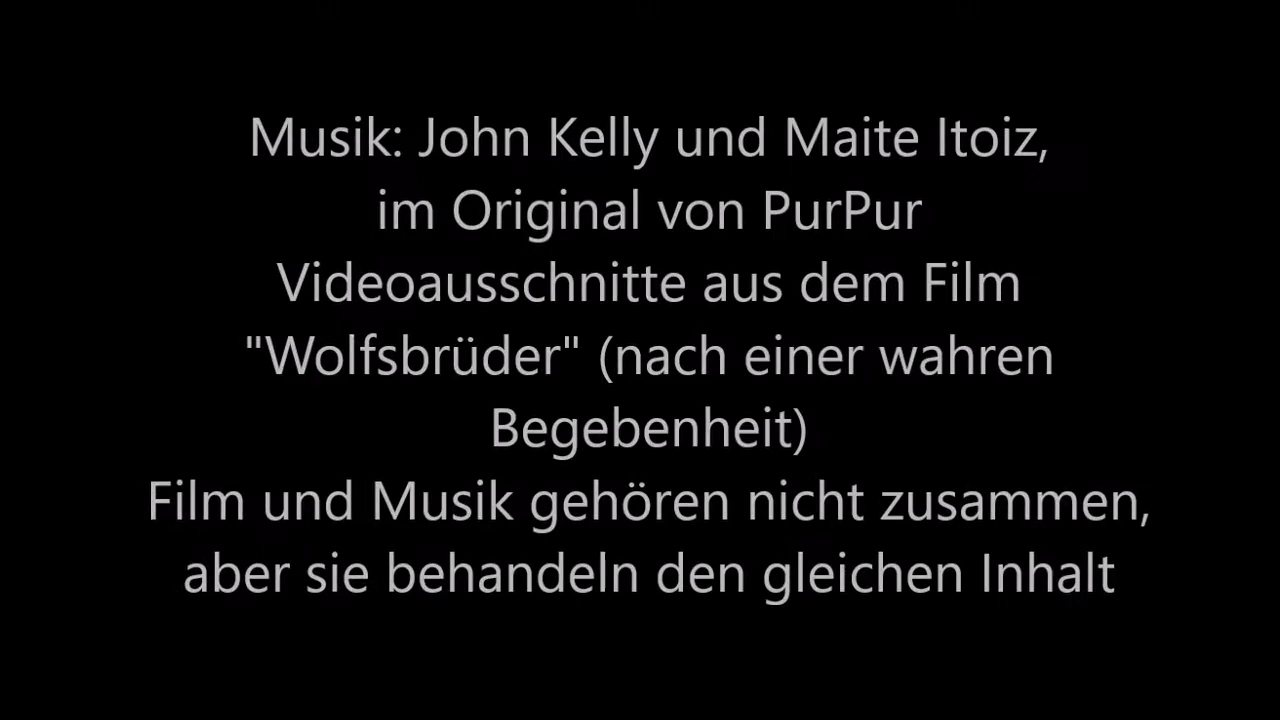 Musik: John Kelly und Maite Itoiz,
im Original von PurPur
Videoausschnitte aus dem Film
"Wolfsbrüder" (nach einer wahren
Begebenheit)
Film und Musik gehören nicht zusammen,
aber sie behandeln den gleichen Inhalt